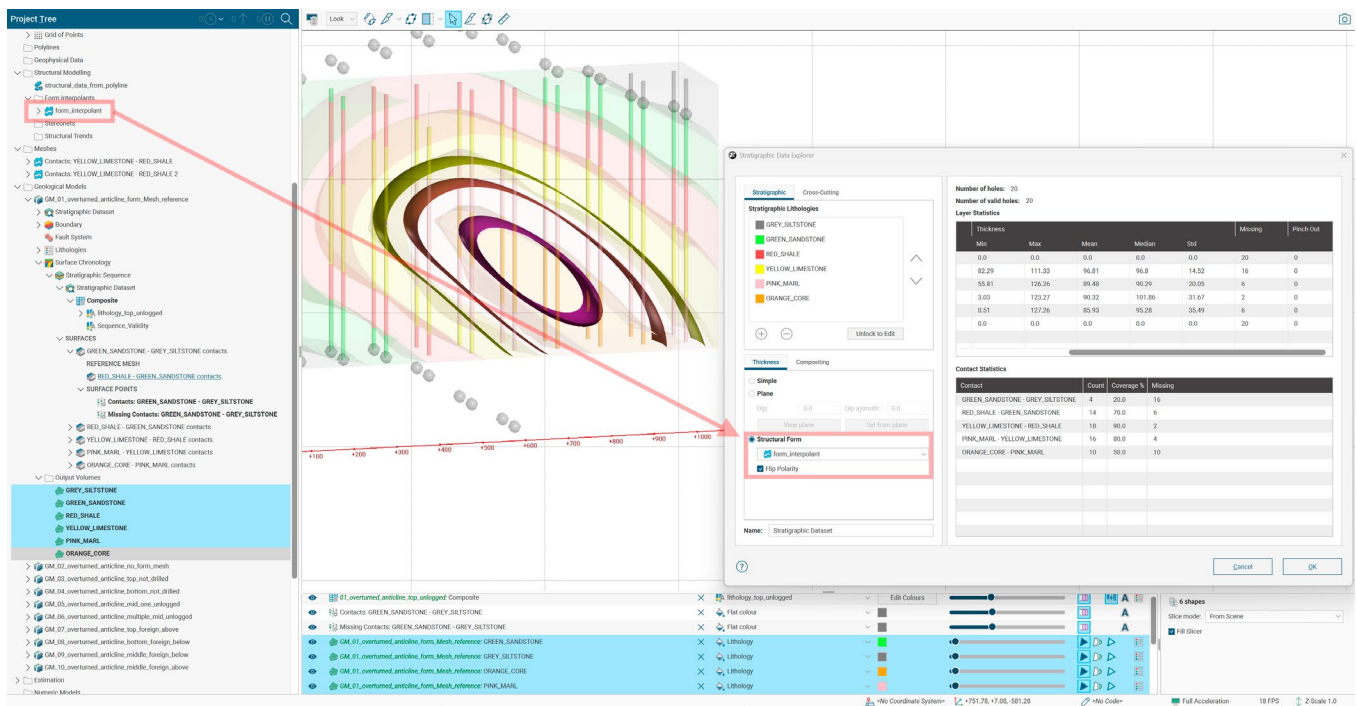 Project Tree
Look
Grid of Points
Polylines
Geophysical Data
Structural Modelling
structural_data_from_polyline
Form Interpolants
form_interpolant
Stereonets
Structural Trends
Meshes
Contacts: YELLOW_LIMESTONE - RED_SHALE
Contacts: YELLOW_LIMESTONE - RED_SHALE 2
Geological Models
GM_01_overturned_anticline_form_Mesh_reference
Stratigraphic Dataset
Boundary
Fault System
Lithologies
Surface Chronology
Stratigraphic Sequence
Stratigraphic Dataset
Composite
lithology_top_unlogged
Sequence_Validity
SURFACES
GREEN_SANDSTONE - GREY_SILTSTONE contacts
REFERENCE MESH
RED_SHALE - GREEN_SANDSTONE contacts
SURFACE POINTS
Contacts: GREEN_SANDSTONE - GREY_SILTSTONE
Missing Contacts: GREEN_SANDSTONE - GREY_SILTSTONE
RED_SHALE - GREEN_SANDSTONE contacts
YELLOW_LIMESTONE - RED_SHALE contacts
PINK_MARL - YELLOW_LIMESTONE contacts
ORANGE_CORE - PINK_MARL contacts
Output Volumes
GREY_SILTSTONE
GREEN_SANDSTONE
RED_SHALE
YELLOW_LIMESTONE
PINK_MARL
ORANGE_CORE
GM_02_overturned_anticline_no_form_mesh
GM_03_overturned_anticline_top_not_drilled
GM_04_overturned_anticline_bottom_not_drilled
GM_05_overturned_anticline_mid_one_unlogged
GM_06_overturned_anticline_multiple_mid_unlogged
GM_07_overturned_anticline_top_foreign_above
GM_08_overturned_anticline_bottom_foreign_below
GM_09_overturned_anticline_middle_foreign_below
GM_10_overturned_anticline_middle_foreign_above
Estimation
Numeric Models
+100 +200 +300 +400 +500 +600 +700 +800 +900 +1000
Stratigraphic Data Explorer
Stratigraphic Cross-Cutting
Stratigraphic Lithologies
GREY_SILTSTONE
GREEN_SANDSTONE
RED_SHALE
YELLOW_LIMESTONE
PINK_MARL
ORANGE_CORE
Unlock to Edit
Thickness Compositing
Simple
Plane
Dip: 0.0 Dip azimuth: 0.0
View plane Set from plane
Structural Form
form_interpolant
Flip Polarity
Name: Stratigraphic Dataset
Number of holes: 20
Number of valid holes: 20
Layer Statistics
Thickness Missing Pinch Out
Min Max Mean Median Std
0.0 0.0 0.0 0.0 0.0 20 0
82.29 111.33 96.81 96.8 14.52 16 0
55.81 126.26 89.48 90.29 20.05 6 0
3.03 123.27 90.32 101.86 31.67 2 0
0.51 127.26 85.93 95.28 35.49 6 0
0.0 0.0 0.0 0.0 0.0 20 0
Contact Statistics
Contact Count Coverage % Missing
GREEN_SANDSTONE - GREY_SILTSTONE 4 20.0 16
RED_SHALE - GREEN_SANDSTONE 14 70.0 6
YELLOW_LIMESTONE - RED_SHALE 18 90.0 2
PINK_MARL - YELLOW_LIMESTONE 16 80.0 4
ORANGE_CORE - PINK_MARL 10 50.0 10
Cancel OK
01_overturned_anticline_top_unlogged: Composite lithology_top_unlogged Edit Colours
Contacts: GREEN_SANDSTONE - GREY_SILTSTONE Flat colour
Missing Contacts: GREEN_SANDSTONE - GREY_SILTSTONE Flat colour
GM_01_overturned_anticline_form_Mesh_reference: GREEN_SANDSTONE Lithology
GM_01_overturned_anticline_form_Mesh_reference: GREY_SILTSTONE Lithology
GM_01_overturned_anticline_form_Mesh_reference: ORANGE_CORE Lithology
GM_01_overturned_anticline_form_Mesh_reference: PINK_MARL Lithology
6 shapes
Slice mode: From Scene
Fill Slicer
<No Coordinate System> +751.78, +7.08, -581.28 <No Code> Full Acceleration 18 FPS Z-Scale 1.0